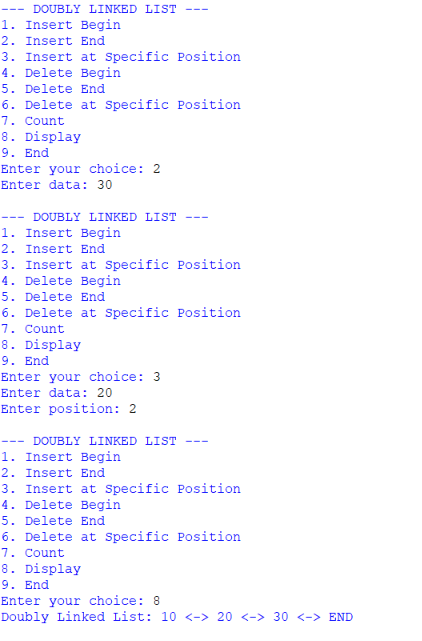 --- DOUBLY LINKED LIST ---
1. Insert Begin
2. Insert End
3. Insert at Specific Position
4. Delete Begin
5. Delete End
6. Delete at Specific Position
7. Count
8. Display
9. End
Enter your choice: 2
Enter data: 30

--- DOUBLY LINKED LIST ---
1. Insert Begin
2. Insert End
3. Insert at Specific Position
4. Delete Begin
5. Delete End
6. Delete at Specific Position
7. Count
8. Display
9. End
Enter your choice: 3
Enter data: 20
Enter position: 2

--- DOUBLY LINKED LIST ---
1. Insert Begin
2. Insert End
3. Insert at Specific Position
4. Delete Begin
5. Delete End
6. Delete at Specific Position
7. Count
8. Display
9. End
Enter your choice: 8
Doubly Linked List: 10 <-> 20 <-> 30 <-> END